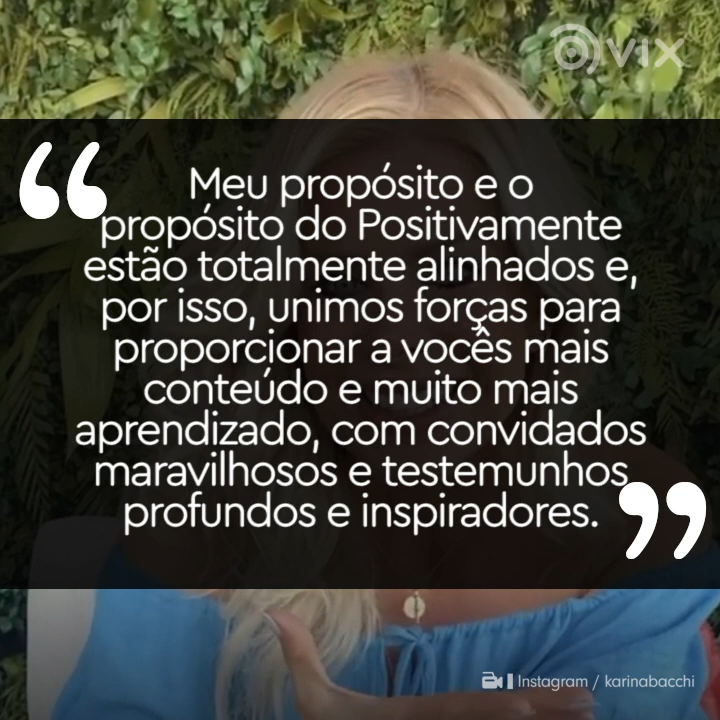 VIX
“
Meu propósito e o
propósito do Positivamente
estão totalmente alinhados e,
por isso, unimos forças para
proporcionar a vocês mais
conteúdo e muito mais
aprendizado, com convidados
maravilhosos e testemunhos
profundos e inspiradores.
”
Instagram / karinabacchi